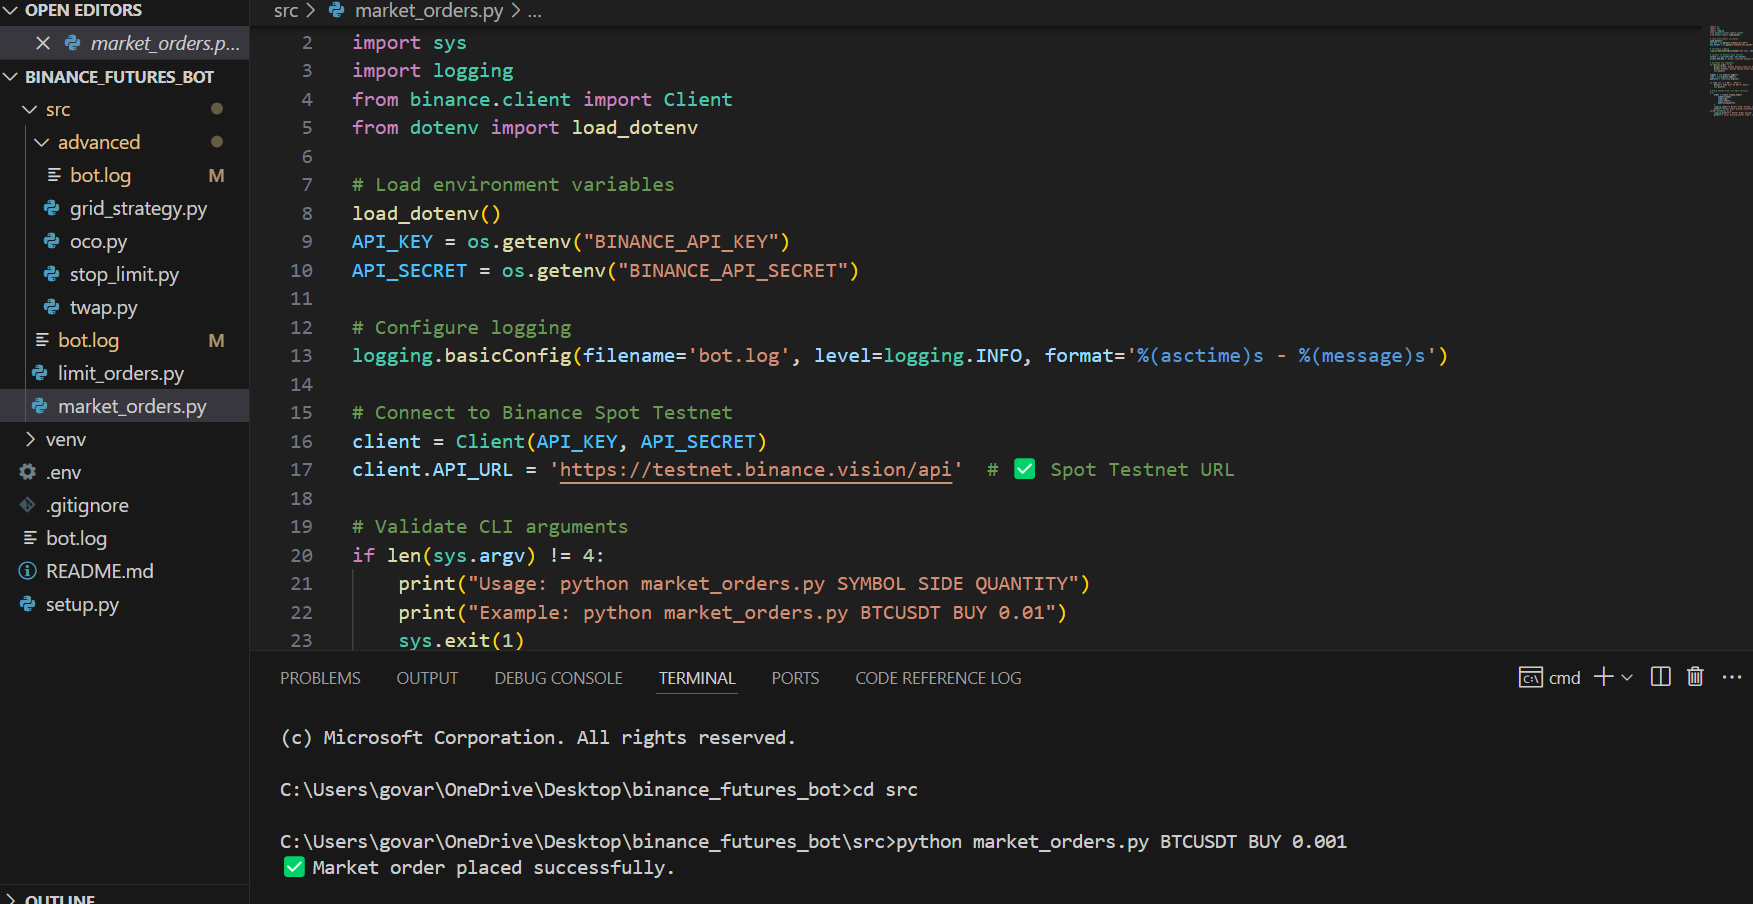 OPEN EDITORS
market_orders.p...
BINANCE_FUTURES_BOT
src
advanced
bot.log M
grid_strategy.py
oco.py
stop_limit.py
twap.py
bot.log M
limit_orders.py
market_orders.py
venv
.env
.gitignore
bot.log
README.md
setup.py
OUTLINE
src > market_orders.py > ...
2 import sys
3 import logging
4 from binance.client import Client
5 from dotenv import load_dotenv
6
7 # Load environment variables
8 load_dotenv()
9 API_KEY = os.getenv("BINANCE_API_KEY")
10 API_SECRET = os.getenv("BINANCE_API_SECRET")
11
12 # Configure logging
13 logging.basicConfig(filename='bot.log', level=logging.INFO, format='%(asctime)s - %(message)s')
14
15 # Connect to Binance Spot Testnet
16 client = Client(API_KEY, API_SECRET)
17 client.API_URL = 'https://testnet.binance.vision/api' # ✅ Spot Testnet URL
18
19 # Validate CLI arguments
20 if len(sys.argv) != 4:
21 print("Usage: python market_orders.py SYMBOL SIDE QUANTITY")
22 print("Example: python market_orders.py BTCUSDT BUY 0.01")
23 sys.exit(1)
PROBLEMS OUTPUT DEBUG CONSOLE TERMINAL PORTS CODE REFERENCE LOG cmd
(c) Microsoft Corporation. All rights reserved.
C:\Users\govar\OneDrive\Desktop\binance_futures_bot>cd src
C:\Users\govar\OneDrive\Desktop\binance_futures_bot\src>python market_orders.py BTCUSDT BUY 0.001
✅ Market order placed successfully.